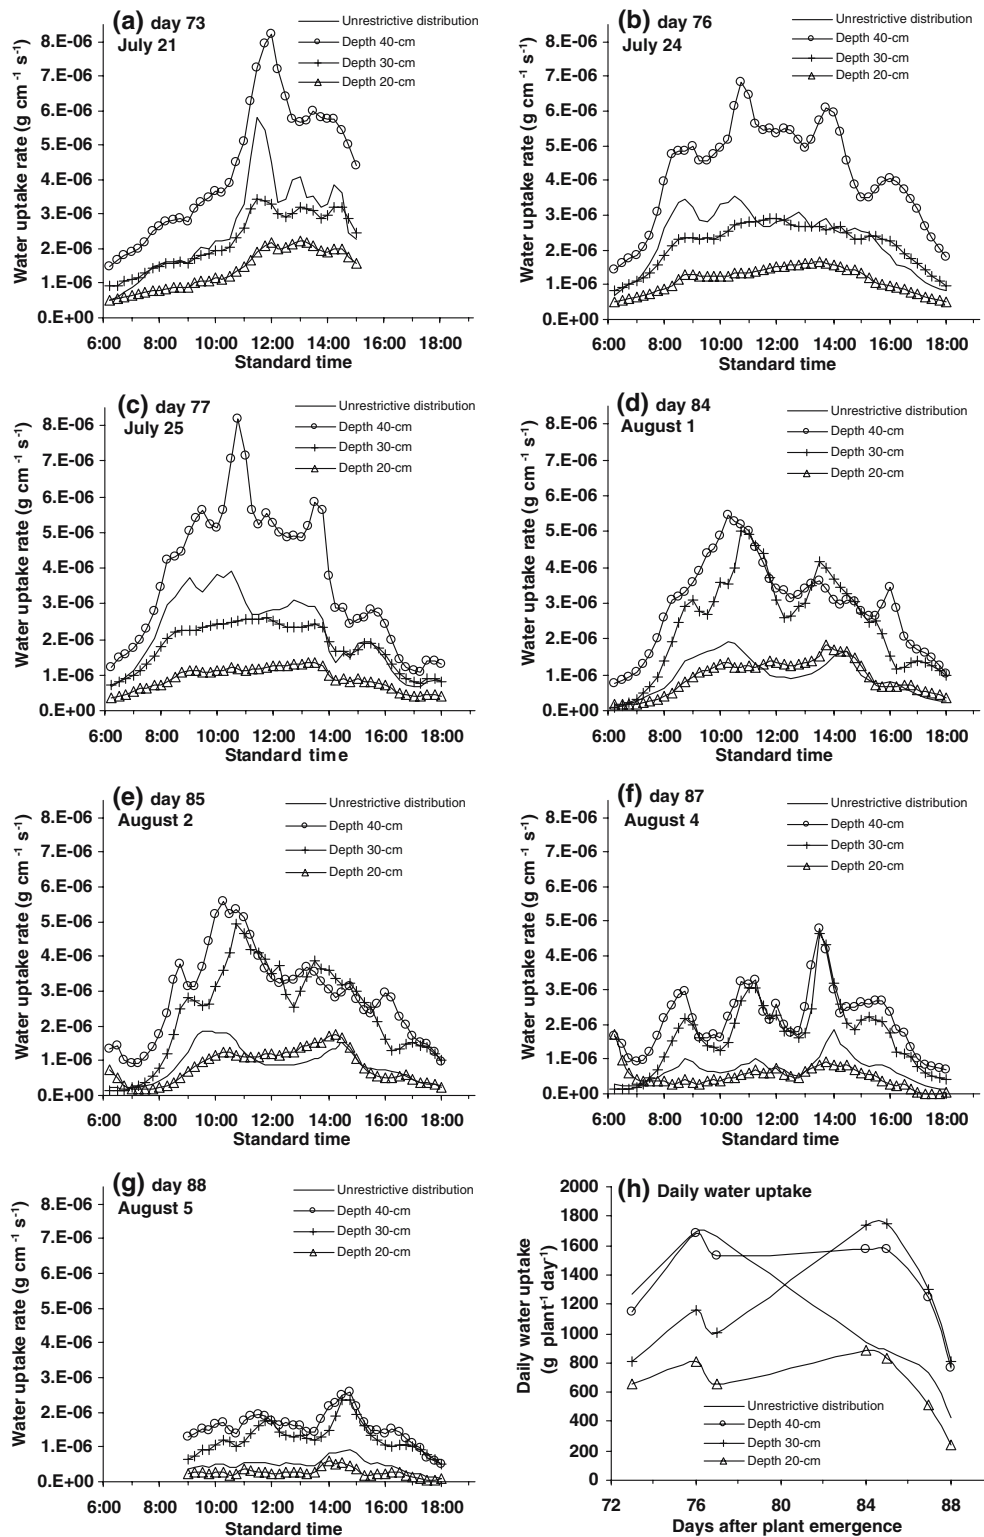 (a) day 73
July 21
Unrestrictive distribution
Depth 40-cm
Depth 30-cm
Depth 20-cm
Water uptake rate (g cm⁻¹ s⁻¹)
8.E-06
7.E-06
6.E-06
5.E-06
4.E-06
3.E-06
2.E-06
1.E-06
0.E+00
6:00 8:00 10:00 12:00 14:00 16:00 18:00
Standard time
(b) day 76
July 24
Unrestrictive distribution
Depth 40-cm
Depth 30-cm
Depth 20-cm
Water uptake rate (g cm⁻¹ s⁻¹)
8.E-06
7.E-06
6.E-06
5.E-06
4.E-06
3.E-06
2.E-06
1.E-06
0.E+00
6:00 8:00 10:00 12:00 14:00 16:00 18:00
Standard time
(c) day 77
July 25
Unrestrictive distribution
Depth 40-cm
Depth 30-cm
Depth 20-cm
Water uptake rate (g cm⁻¹ s⁻¹)
8.E-06
7.E-06
6.E-06
5.E-06
4.E-06
3.E-06
2.E-06
1.E-06
0.E+00
6:00 8:00 10:00 12:00 14:00 16:00 18:00
Standard time
(d) day 84
August 1
Unrestrictive distribution
Depth 40-cm
Depth 30-cm
Depth 20-cm
Water uptake rate (g cm⁻¹ s⁻¹)
8.E-06
7.E-06
6.E-06
5.E-06
4.E-06
3.E-06
2.E-06
1.E-06
0.E+00
6:00 8:00 10:00 12:00 14:00 16:00 18:00
Standard time
(e) day 85
August 2
Unrestrictive distribution
Depth 40-cm
Depth 30-cm
Depth 20-cm
Water uptake rate (g cm⁻¹ s⁻¹)
8.E-06
7.E-06
6.E-06
5.E-06
4.E-06
3.E-06
2.E-06
1.E-06
0.E+00
6:00 8:00 10:00 12:00 14:00 16:00 18:00
Standard time
(f) day 87
August 4
Unrestrictive distribution
Depth 40-cm
Depth 30-cm
Depth 20-cm
Water uptake rate (g cm⁻¹ s⁻¹)
8.E-06
7.E-06
6.E-06
5.E-06
4.E-06
3.E-06
2.E-06
1.E-06
0.E+00
6:00 8:00 10:00 12:00 14:00 16:00 18:00
Standard time
(g) day 88
August 5
Unrestrictive distribution
Depth 40-cm
Depth 30-cm
Depth 20-cm
Water uptake rate (g cm⁻¹ s⁻¹)
8.E-06
7.E-06
6.E-06
5.E-06
4.E-06
3.E-06
2.E-06
1.E-06
0.E+00
6:00 8:00 10:00 12:00 14:00 16:00 18:00
Standard time
(h) Daily water uptake
Daily water uptake
(g plant⁻¹ day⁻¹)
2000
1800
1600
1400
1200
1000
800
600
400
200
0
Unrestrictive distribution
Depth 40-cm
Depth 30-cm
Depth 20-cm
72 76 80 84 88
Days after plant emergence